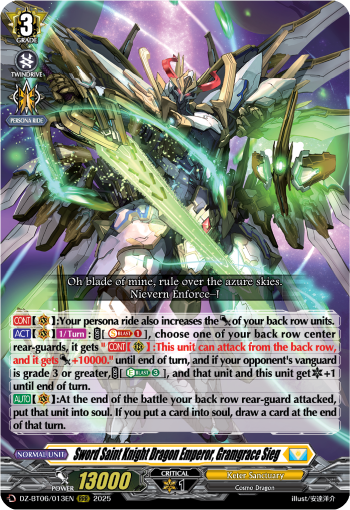 3
GRADE
TWINDRIVE
PERSONA RIDE
Oh blade of mine, rule over the azure skies.
Nievern Enforce–!
CONT【】:Your persona ride also increases the of your back row units.
ACT【】1/Turn:【SBLAST 1】, choose one of your back row center
rear-guards, it gets "CONT【】:This unit can attack from the back row,
and it gets +10000." until end of turn, and if your opponent's vanguard
is grade 3 or greater, [EBLAST 3], and that unit and this unit get +1
until end of turn.
AUTO【】:At the end of the battle your back row rear-guard attacked,
put that unit into soul. If you put a card into soul, draw a card at the end
of that turn.
NORMAL UNIT
Sword Saint Knight Dragon Emperor, Gramgrace Sieg
POWER
13000
CRITICAL
1
Keter Sanctuary
Cosmo Dragon
DZ-BT06/013EN RRR 2025
illust/安達洋介